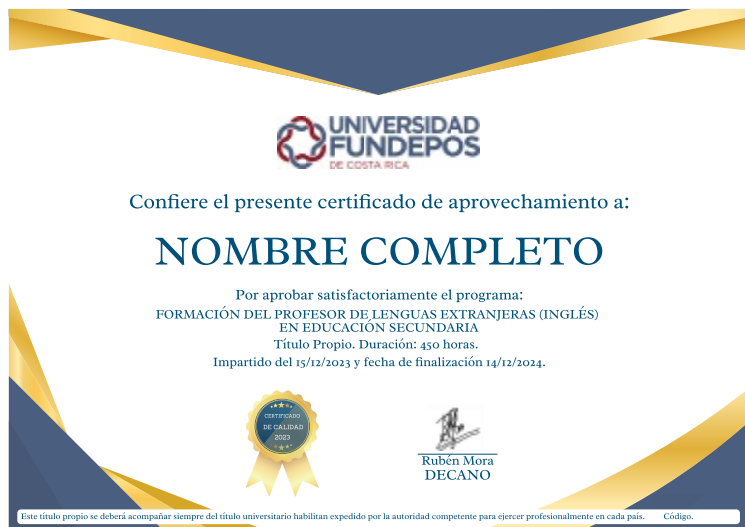 UNIVERSIDAD
FUNDEPOS
DE COSTA RICA
Confiere el presente certificado de aprovechamiento a:
NOMBRE COMPLETO
Por aprobar satisfactoriamente el programa:
FORMACIÓN DEL PROFESOR DE LENGUAS EXTRANJERAS (INGLÉS)
EN EDUCACIÓN SECUNDARIA
Título Propio. Duración: 450 horas.
Impartido del 15/12/2023 y fecha de finalización 14/12/2024.
CERTIFICADO
DE CALIDAD
2023
Rubén Mora
DECANO
Este título propio se deberá acompañar siempre del título universitario habilitan expedido por la autoridad competente para ejercer profesionalmente en cada país. Código.